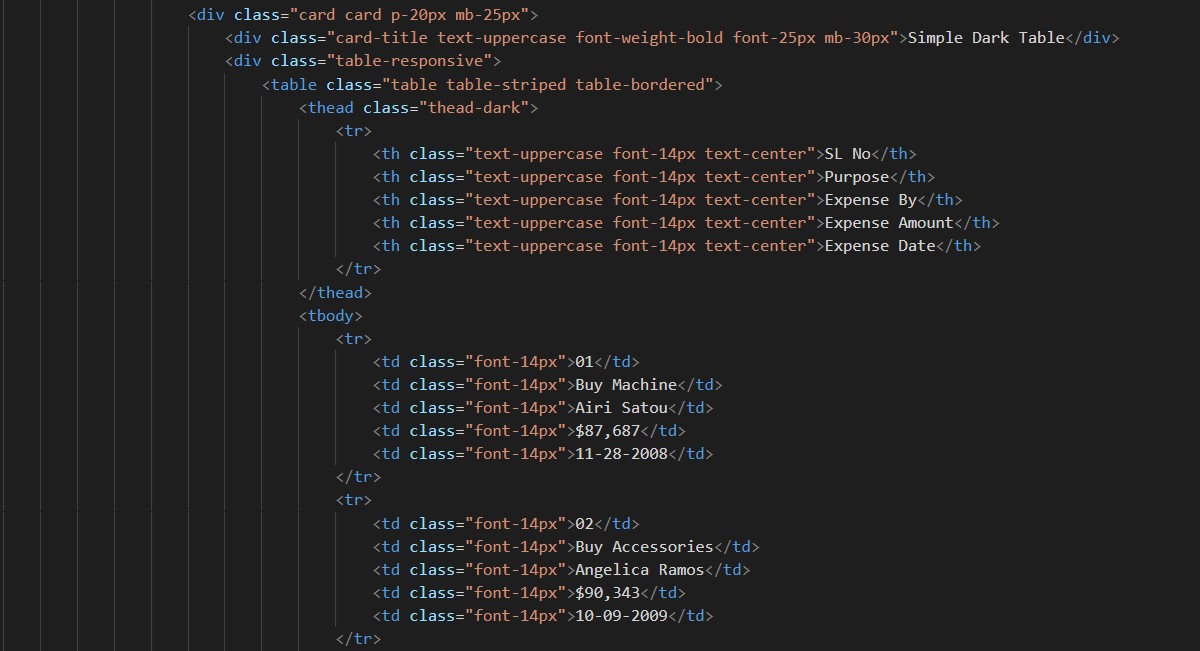 <div class="card card p-20px mb-25px">
<div class="card-title text-uppercase font-weight-bold font-25px mb-30px">Simple Dark Table</div>
<div class="table-responsive">
<table class="table table-striped table-bordered">
<thead class="thead-dark">
<tr>
<th class="text-uppercase font-14px text-center">SL No</th>
<th class="text-uppercase font-14px text-center">Purpose</th>
<th class="text-uppercase font-14px text-center">Expense By</th>
<th class="text-uppercase font-14px text-center">Expense Amount</th>
<th class="text-uppercase font-14px text-center">Expense Date</th>
</tr>
</thead>
<tbody>
<tr>
<td class="font-14px">01</td>
<td class="font-14px">Buy Machine</td>
<td class="font-14px">Airi Satou</td>
<td class="font-14px">$87,687</td>
<td class="font-14px">11-28-2008</td>
</tr>
<tr>
<td class="font-14px">02</td>
<td class="font-14px">Buy Accessories</td>
<td class="font-14px">Angelica Ramos</td>
<td class="font-14px">$90,343</td>
<td class="font-14px">10-09-2009</td>
</tr>